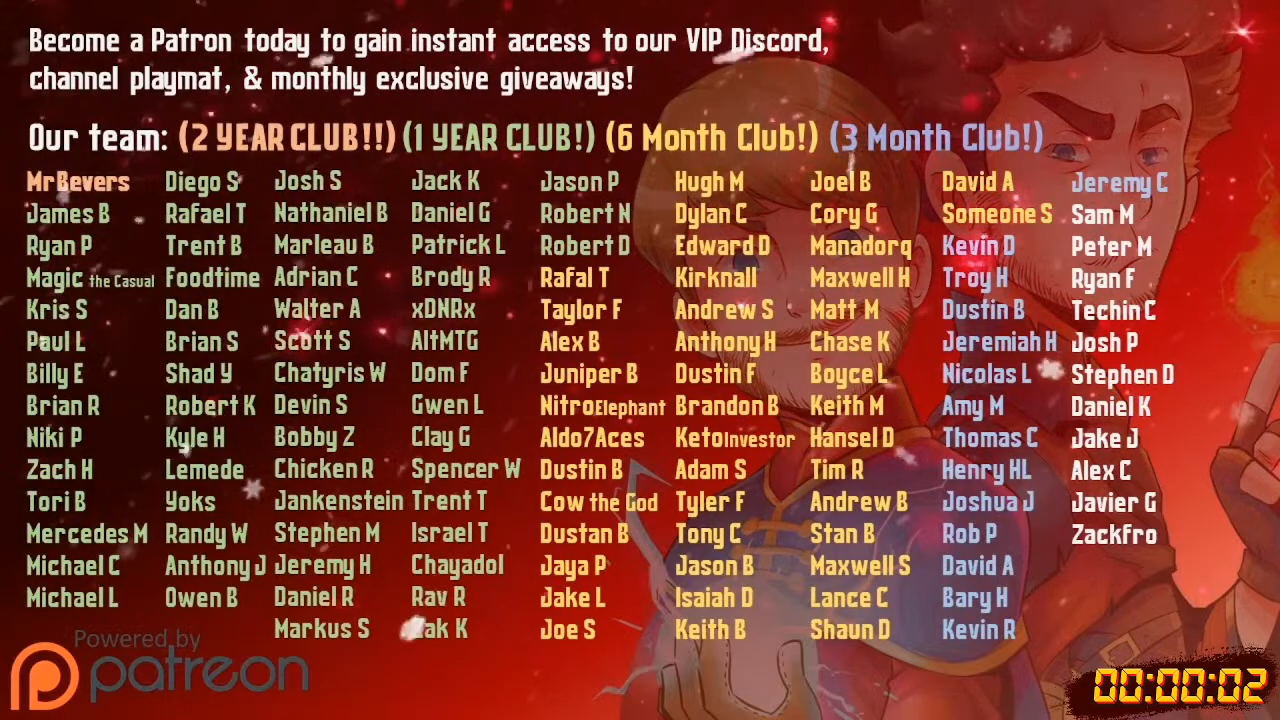 Become a Patron today to gain instant access to our VIP Discord,
channel playmat, & monthly exclusive giveaways!
Our team: (2 YEAR CLUB!!) (1 YEAR CLUB!) (6 Month Club!) (3 Month Club!)
MrBevers Diego S Josh S Jack K Jason P Hugh M Joel B David A Jeremy C
James B Rafael T Nathaniel B Daniel G Robert N Dylan C Cory G Someone S Sam M
Ryan P Trent B Marleau B Patrick L Robert D Edward D Manadorq Kevin D Peter M
Magic the Casual Foodtime Adrian C Brody R Rafal T Kirknall Maxwell H Troy H Ryan F
Kris S Dan B Walter A xDNRx Taylor F Andrew S Matt M Dustin B Techin C
Paul L Brian S Scott S AltMTG Alex B Anthony H Chase K Jeremiah H Josh P
Billy E Shad Y Chatyris W Dom F Juniper B Dustin F Boyce L Nicolas L Stephen D
Brian R Robert K Devin S Gwen L NitroElephant Brandon B Keith M Amy M Daniel K
Niki P Kyle H Bobby Z Clay G Aldo7Aces KetoInvestor Hansel D Thomas C Jake J
Zach H Lemede Chicken R Spencer W Dustin B Adam S Tim R Henry HL Alex C
Tori B Yoks Jankenstein Trent T Cow the God Tyler F Andrew B Joshua J Javier G
Mercedes M Randy W Stephen M Israel T Dustan B Tony C Stan B Rob P Zackfro
Michael C Anthony J Jeremy H Chayadol Jaya P Jason B Maxwell S David A
Michael L Owen B Daniel R Rav R Jake L Isaiah D Lance C Bary H
Markus S Zak K Joe S Keith B Shaun D Kevin R
Powered by
patreon
00:00:02